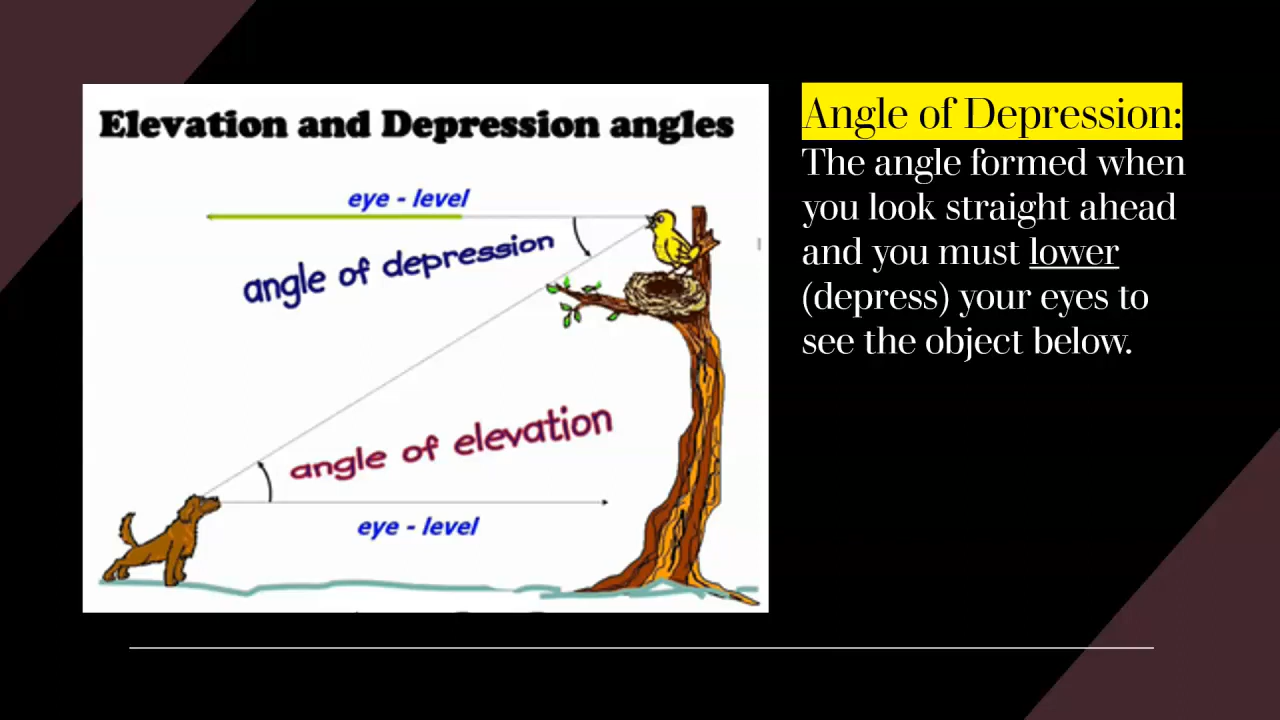 Elevation and Depression angles
eye - level
angle of depression
angle of elevation
eye - level
Angle of Depression:
The angle formed when
you look straight ahead
and you must lower
(depress) your eyes to
see the object below.